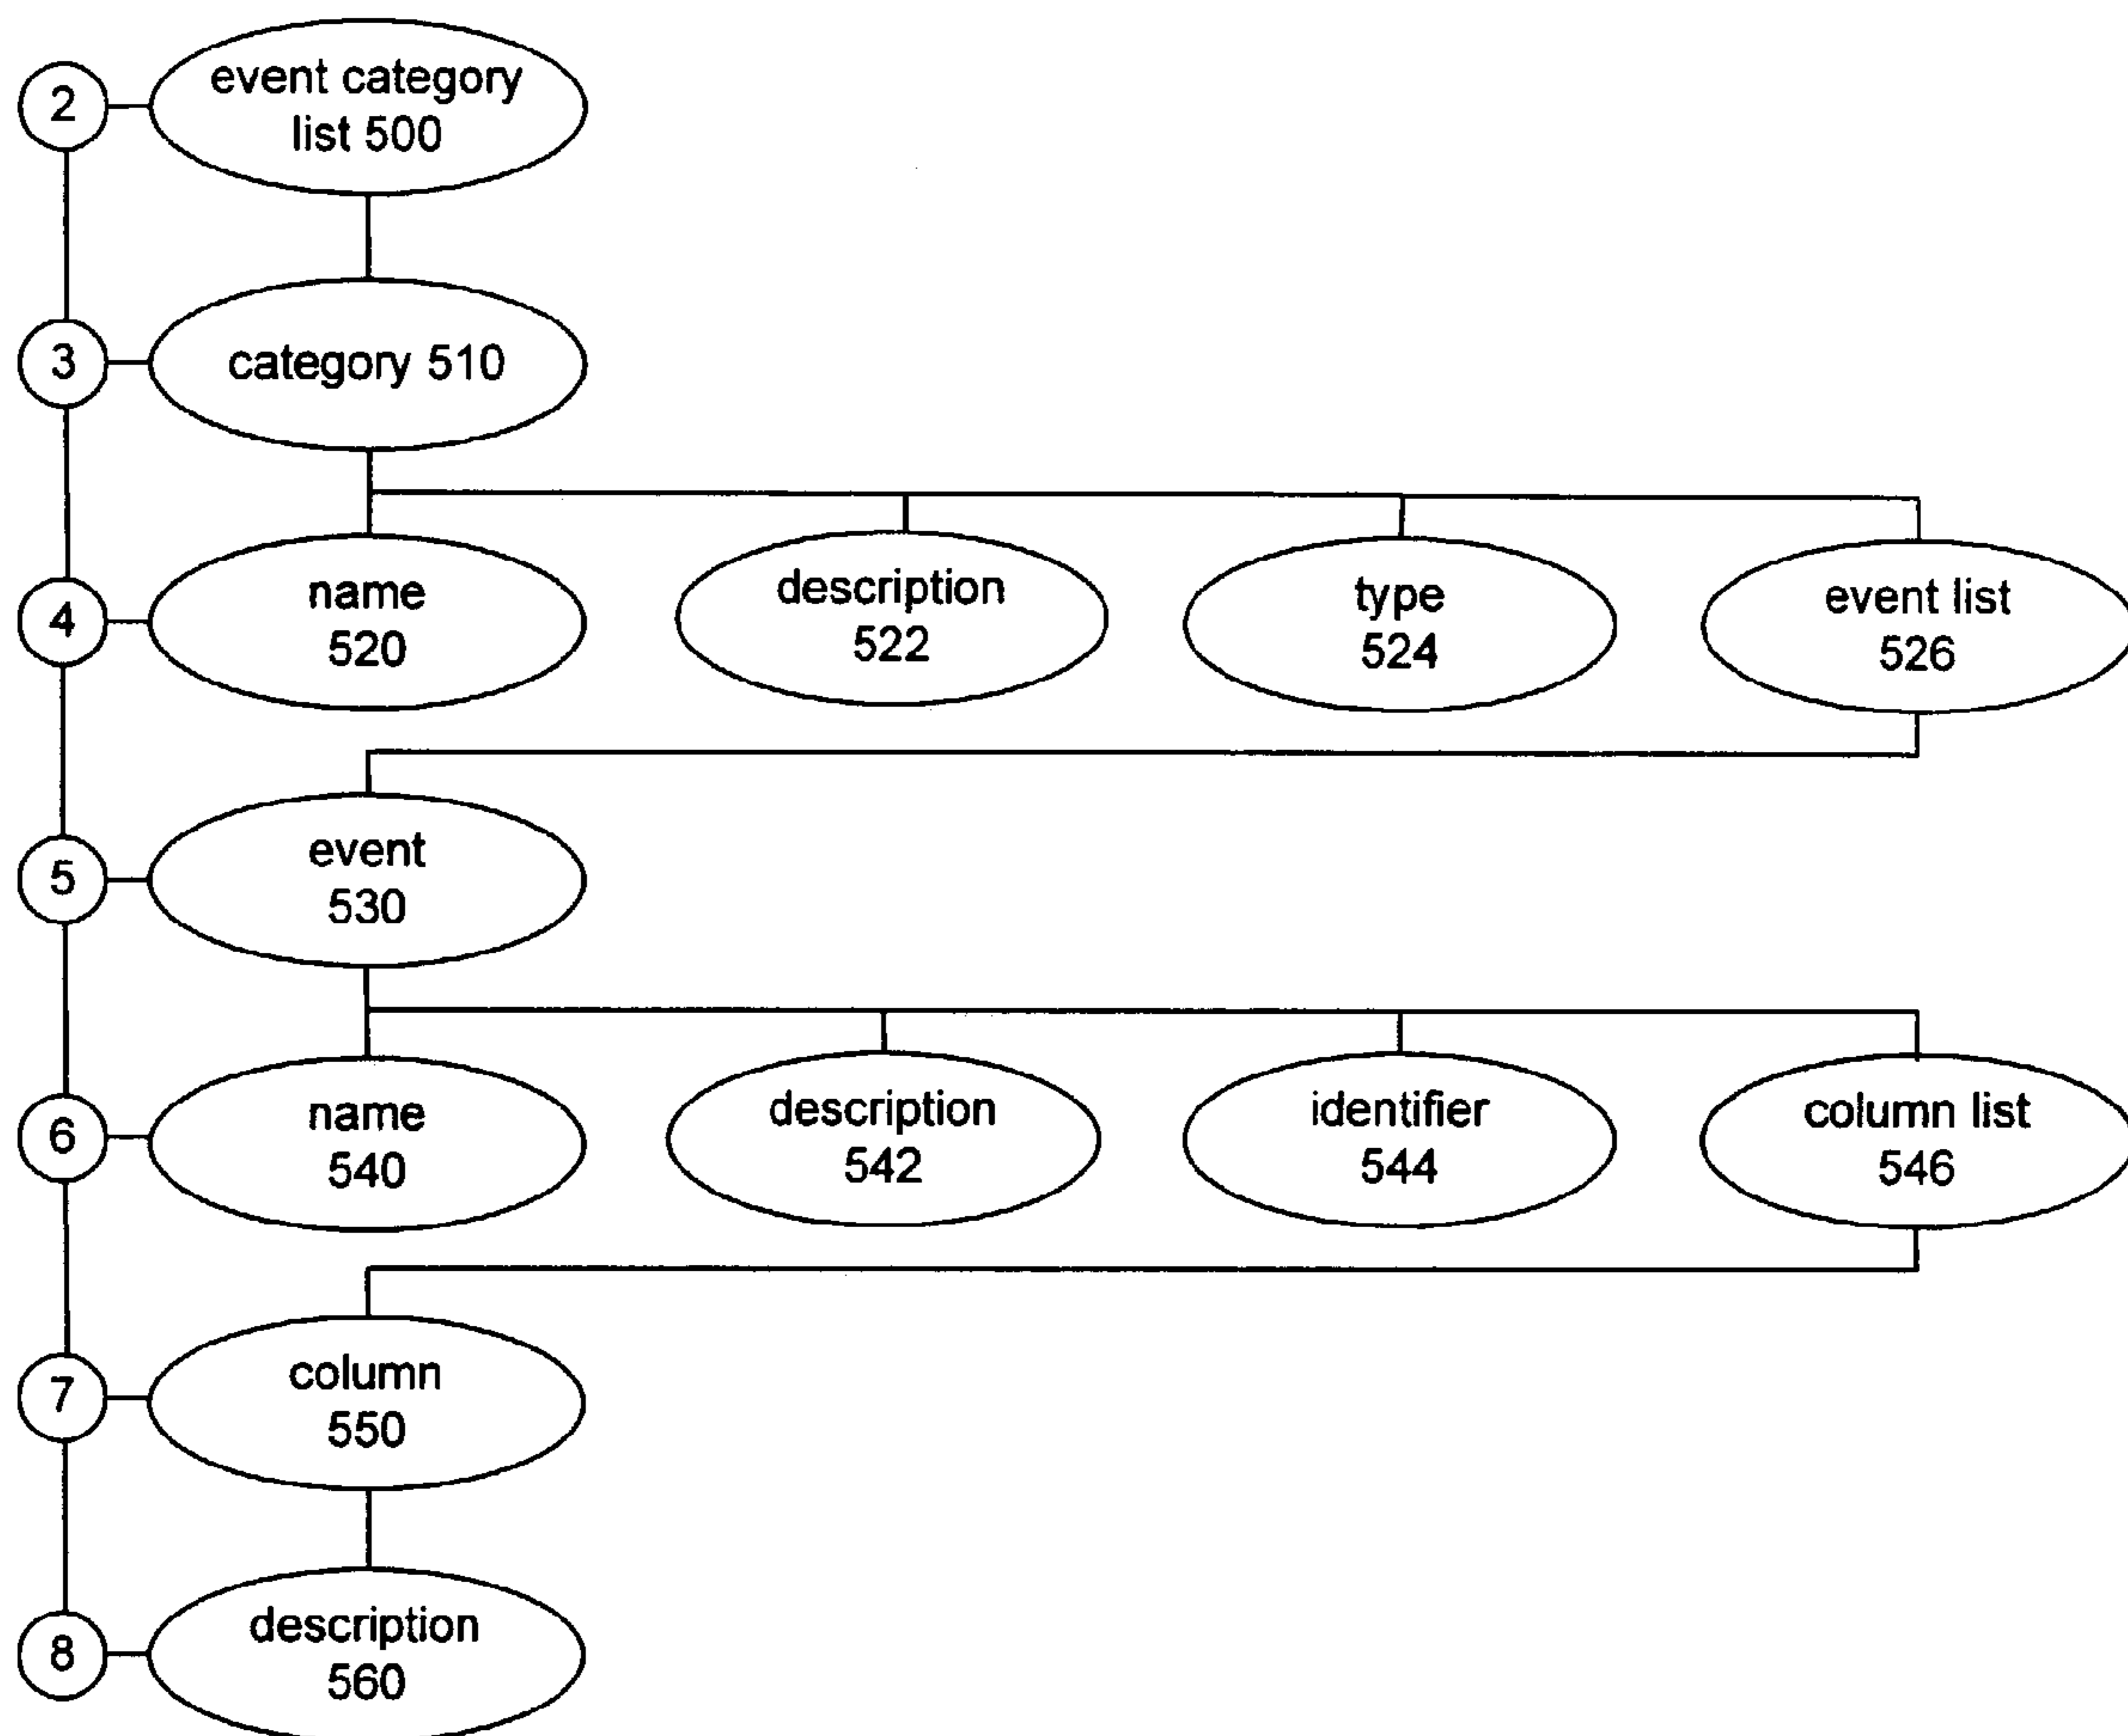 2
event category
list 500
3
category 510
4
name
520
description
522
type
524
event list
526
5
event
530
6
name
540
description
542
identifier
544
column list
546
7
column
550
8
description
560